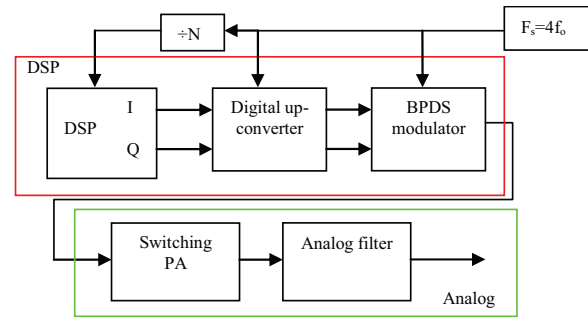 ÷N
Fs=4fo
DSP
DSP
I
Q
Digital up-
converter
BPDS
modulator
Switching
PA
Analog filter
Analog